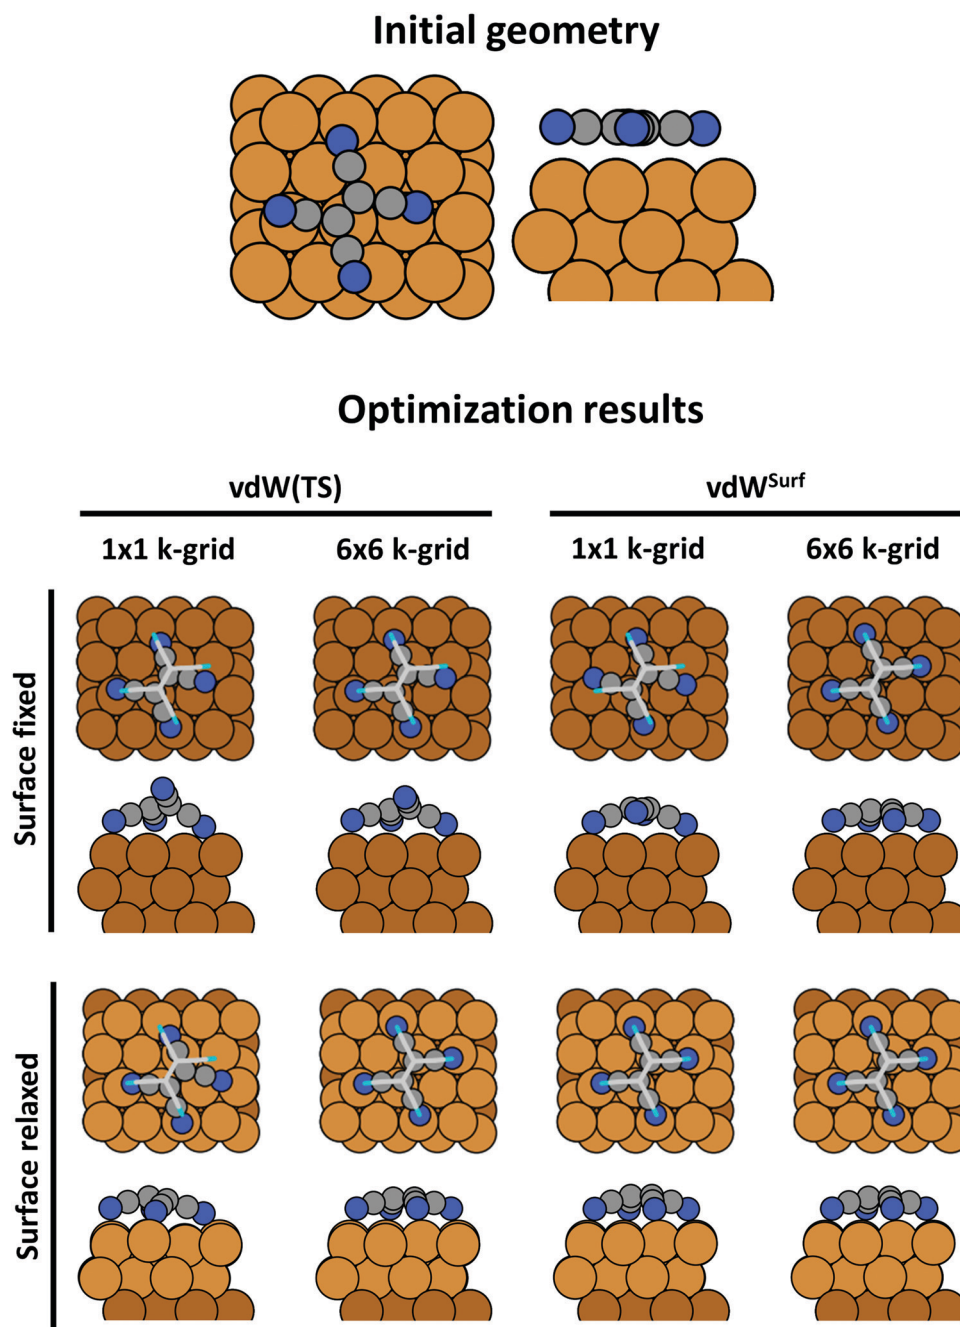 Initial geometry
Optimization results
vdW(TS)
vdW^Surf
1x1 k-grid
6x6 k-grid
1x1 k-grid
6x6 k-grid
Surface fixed
Surface relaxed